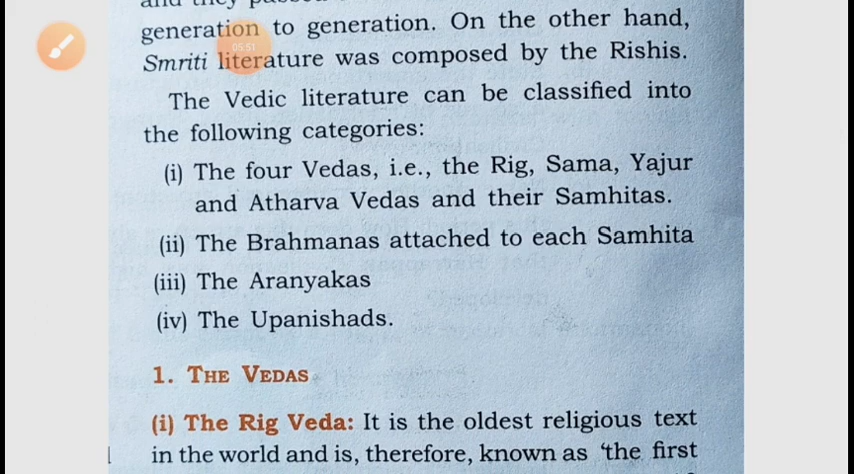 generation to generation. On the other hand,
05:51
Smriti literature was composed by the Rishis.
The Vedic literature can be classified into
the following categories:
(i) The four Vedas, i.e., the Rig, Sama, Yajur
and Atharva Vedas and their Samhitas.
(ii) The Brahmanas attached to each Samhita
(iii) The Aranyakas
(iv) The Upanishads.
1. THE VEDAS
(i) The Rig Veda: It is the oldest religious text
in the world and is, therefore, known as ‘the first